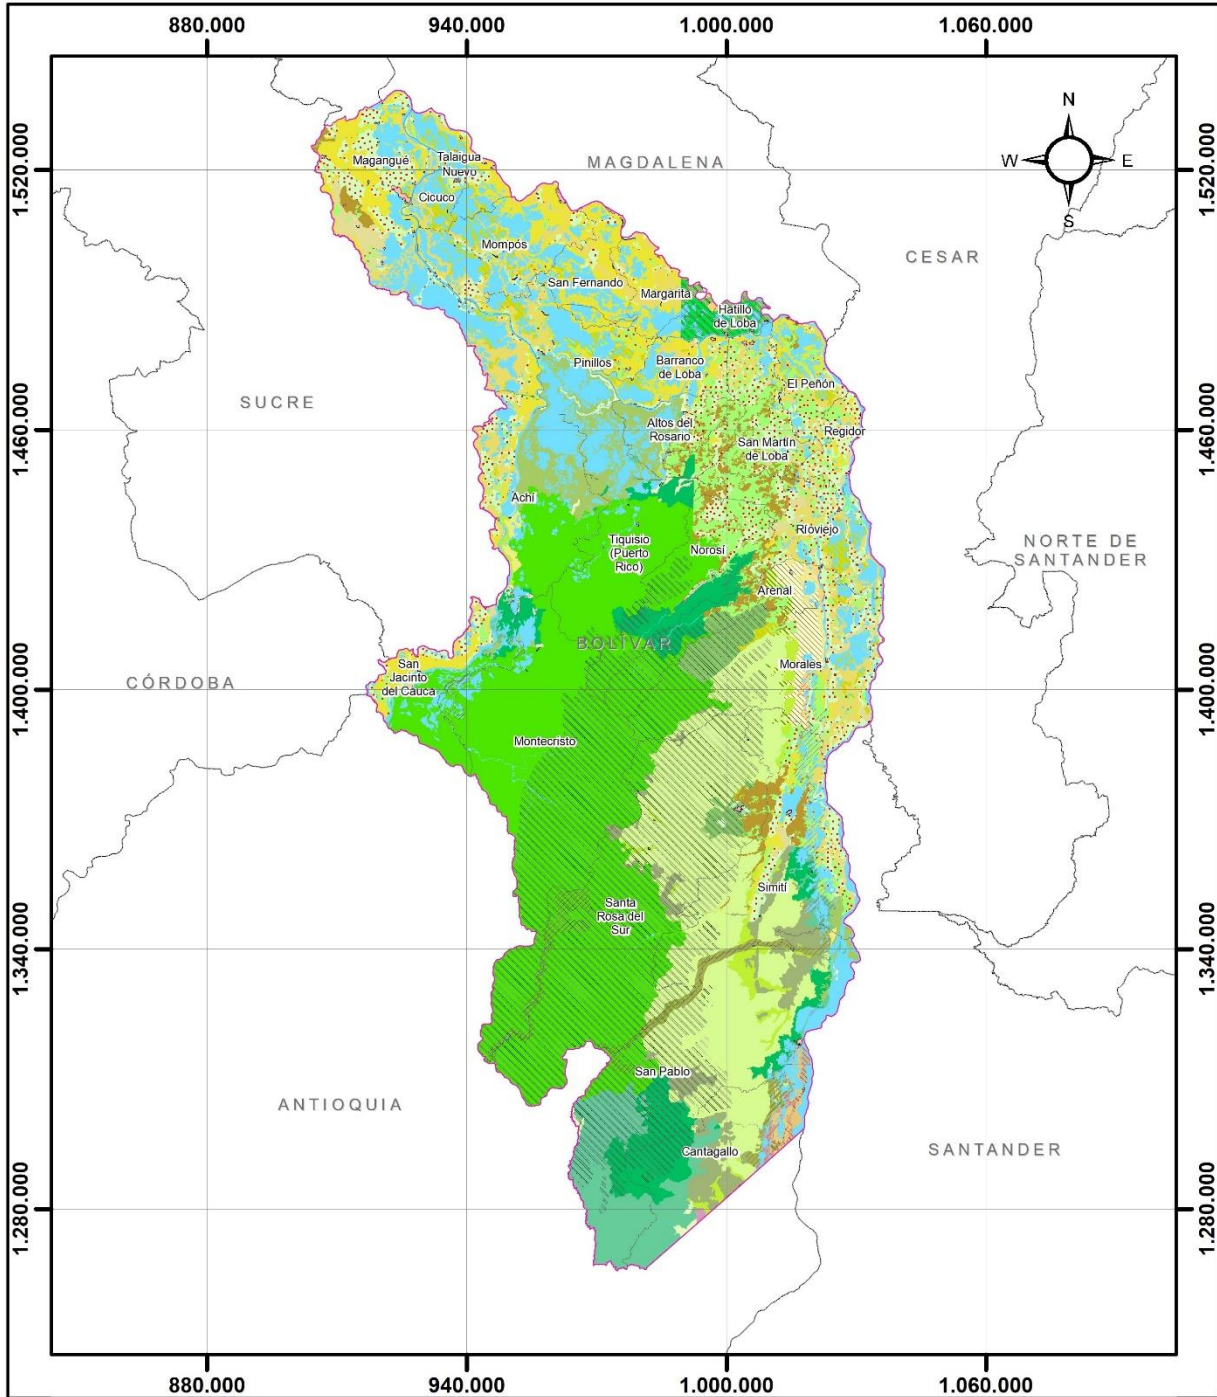 880.000
940.000
1.000.000
1.060.000
N
W
E
S
1.520.000
1.520.000
MAGDALENA
Magangué
Talaigua
Nuevo
Cicuco
CESAR
Mompós
San Fernando
Margarita
Hatillo
de Loba
Pinillos
Barranco
de Loba
El Peñón
SUCRE
Altos del
Rosario
San Martín
de Loba
Regidor
1.460.000
1.460.000
Achí
Ríoviejo
Tiquisio
(Puerto
Rico)
Norosí
NORTE DE
SANTANDER
Arenal
BOLÍVAR
San
Jacinto
del Cauca
Morales
CÓRDOBA
1.400.000
1.400.000
Montecristo
Simití
Santa
Rosa del
Sur
1.340.000
1.340.000
San Pablo
ANTIOQUIA
Cantagallo
SANTANDER
1.280.000
1.280.000
880.000
940.000
1.000.000
1.060.000